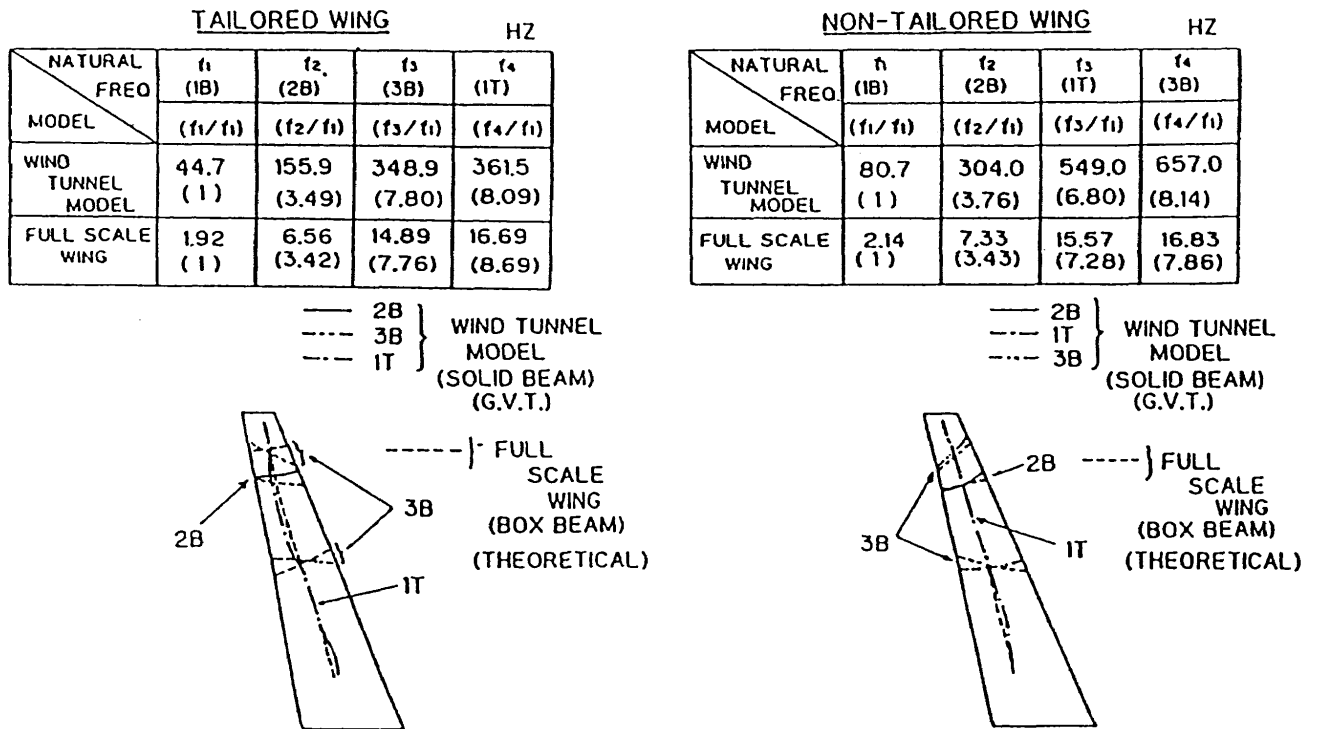 TAILORED WING
HZ
NATURAL FREQ. f₁ f₂ f₃ f₄
(1B) (2B) (3B) (1T)
MODEL (f₁/f₁) (f₂/f₁) (f₃/f₁) (f₄/f₁)
WIND TUNNEL MODEL 44.7 155.9 348.9 361.5
(1) (3.49) (7.80) (8.09)
FULL SCALE WING 1.92 6.56 14.89 16.69
(1) (3.42) (7.76) (8.69)
2B
3B
1T
WIND TUNNEL
MODEL
(SOLID BEAM)
(G.V.T.)
FULL
SCALE
WING
(BOX BEAM)
(THEORETICAL)
2B
3B
1T
NON-TAILORED WING
HZ
NATURAL FREQ. f₁ f₂ f₃ f₄
(1B) (2B) (1T) (3B)
MODEL (f₁/f₁) (f₂/f₁) (f₃/f₁) (f₄/f₁)
WIND TUNNEL MODEL 80.7 304.0 549.0 657.0
(1) (3.76) (6.80) (8.14)
FULL SCALE WING 2.14 7.33 15.57 16.83
(1) (3.43) (7.28) (7.86)
2B
1T
3B
WIND TUNNEL
MODEL
(SOLID BEAM)
(G.V.T.)
2B
FULL
SCALE
WING
(BOX BEAM)
(THEORETICAL)
3B
1T